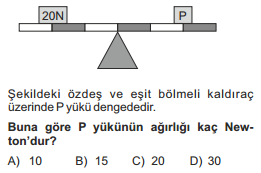 20N P
Şekildeki özdeş ve eşit bölmeli kaldıraç
üzerinde P yükü dengededir.
Buna göre P yükünün ağırlığı kaç New-
ton'dur?
A) 10 B) 15 C) 20 D) 30